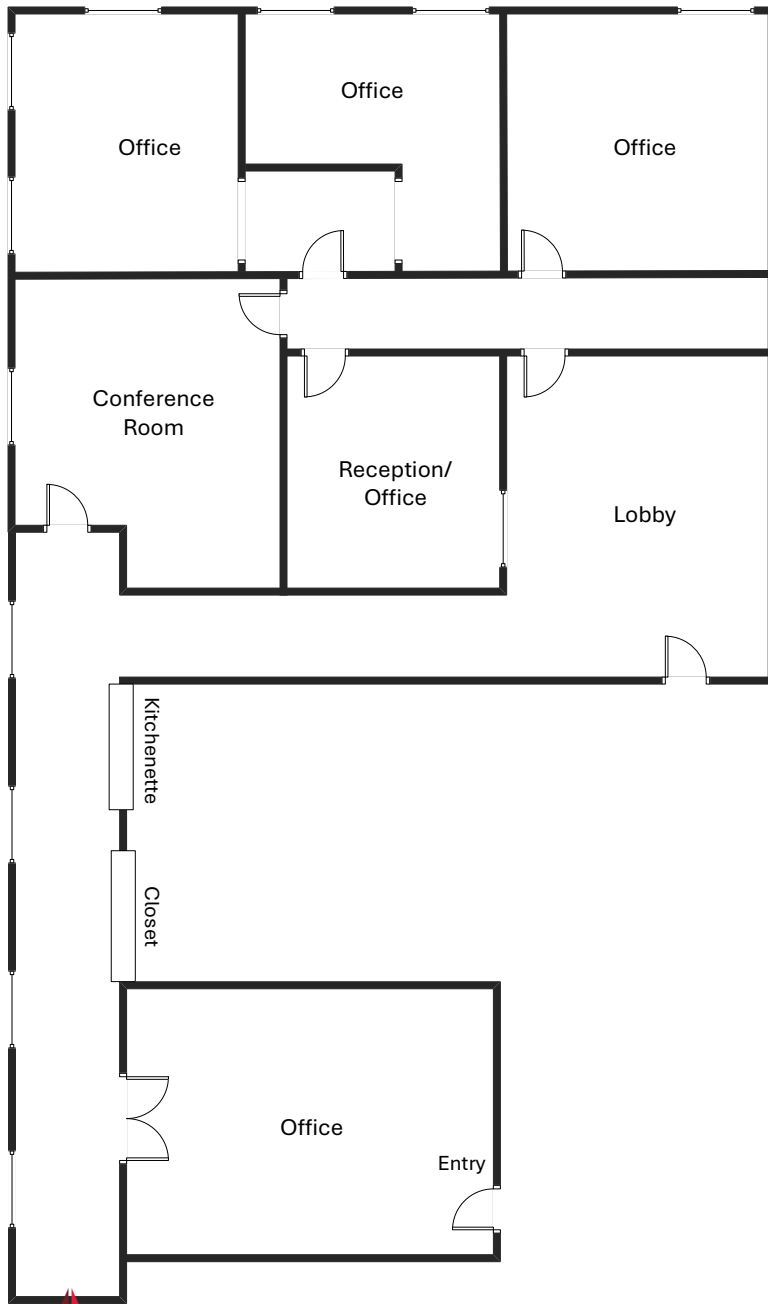 Office
Office
Office
Conference
Room
Reception/
Office
Lobby
Kitchenette
Closet
Office
Entry